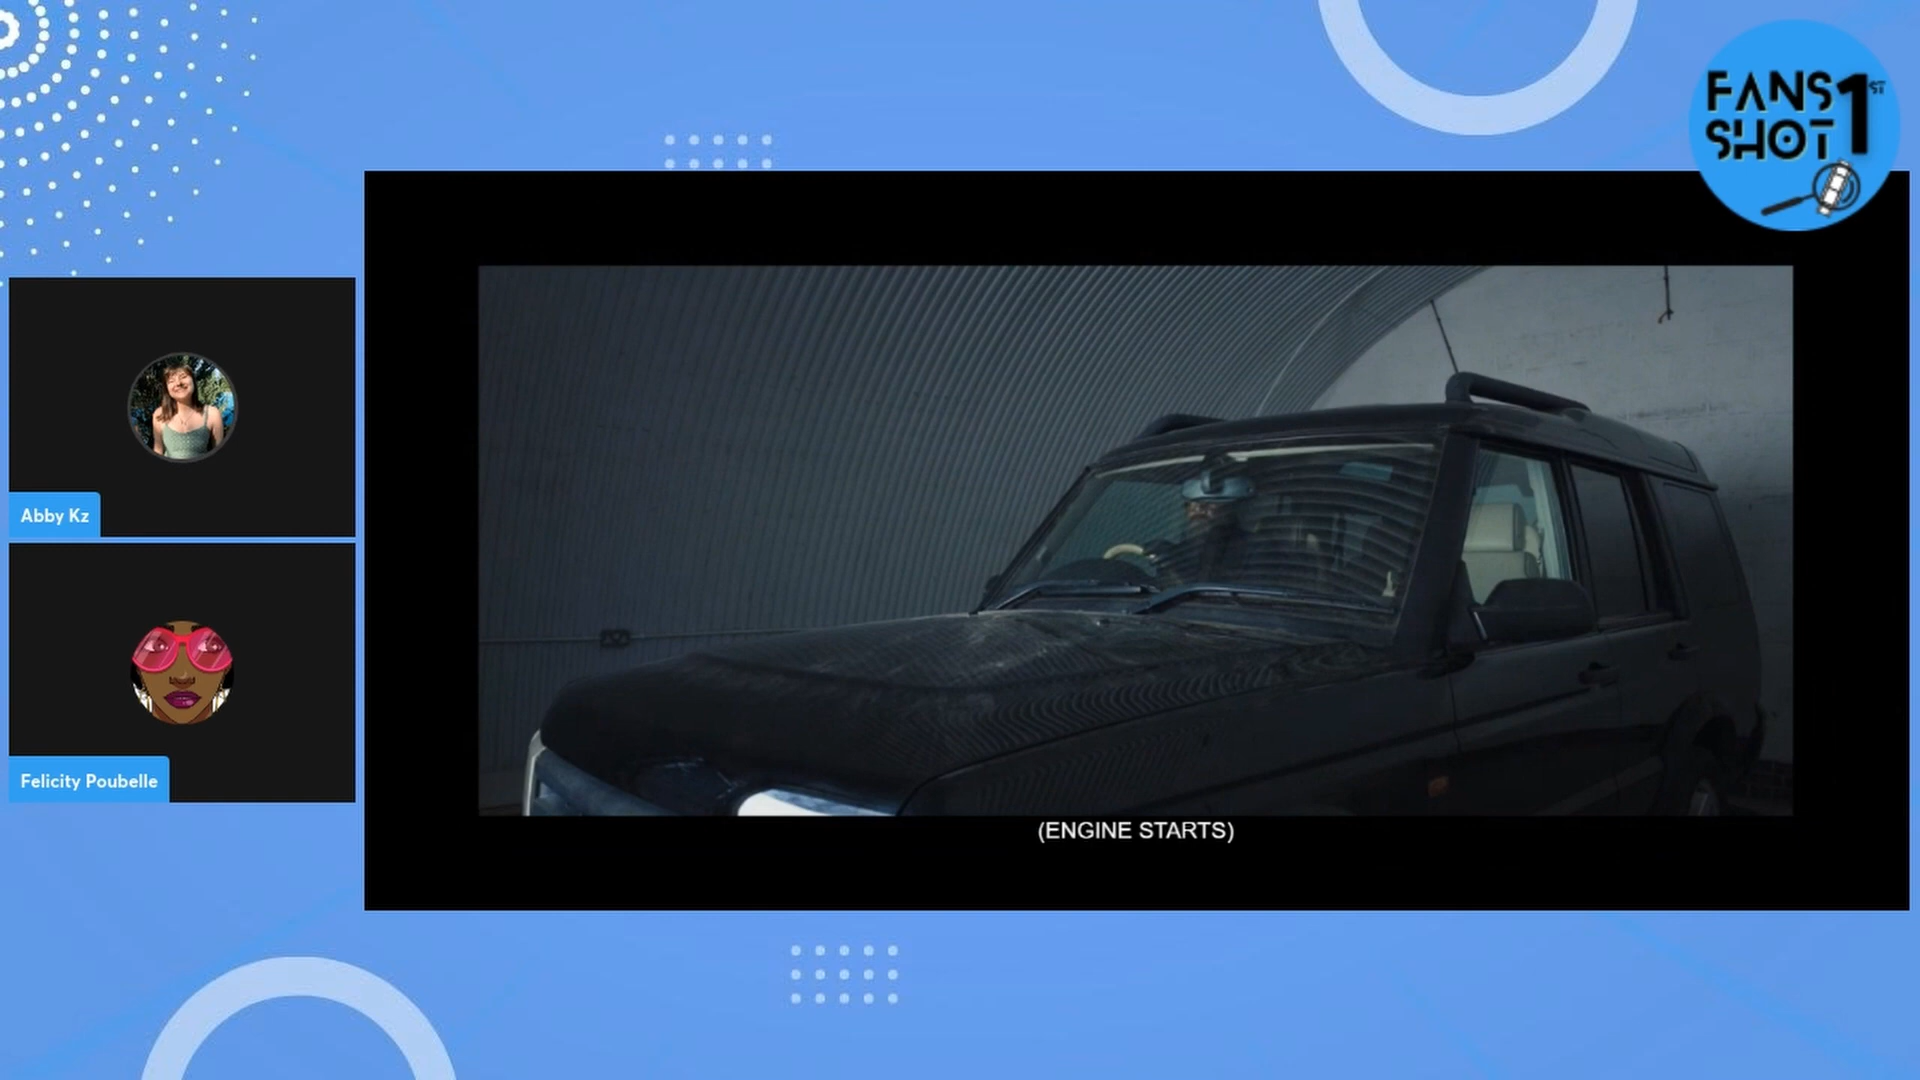 FANS 1ST
SHOT
Abby Kz
Felicity Poubelle
(ENGINE STARTS)